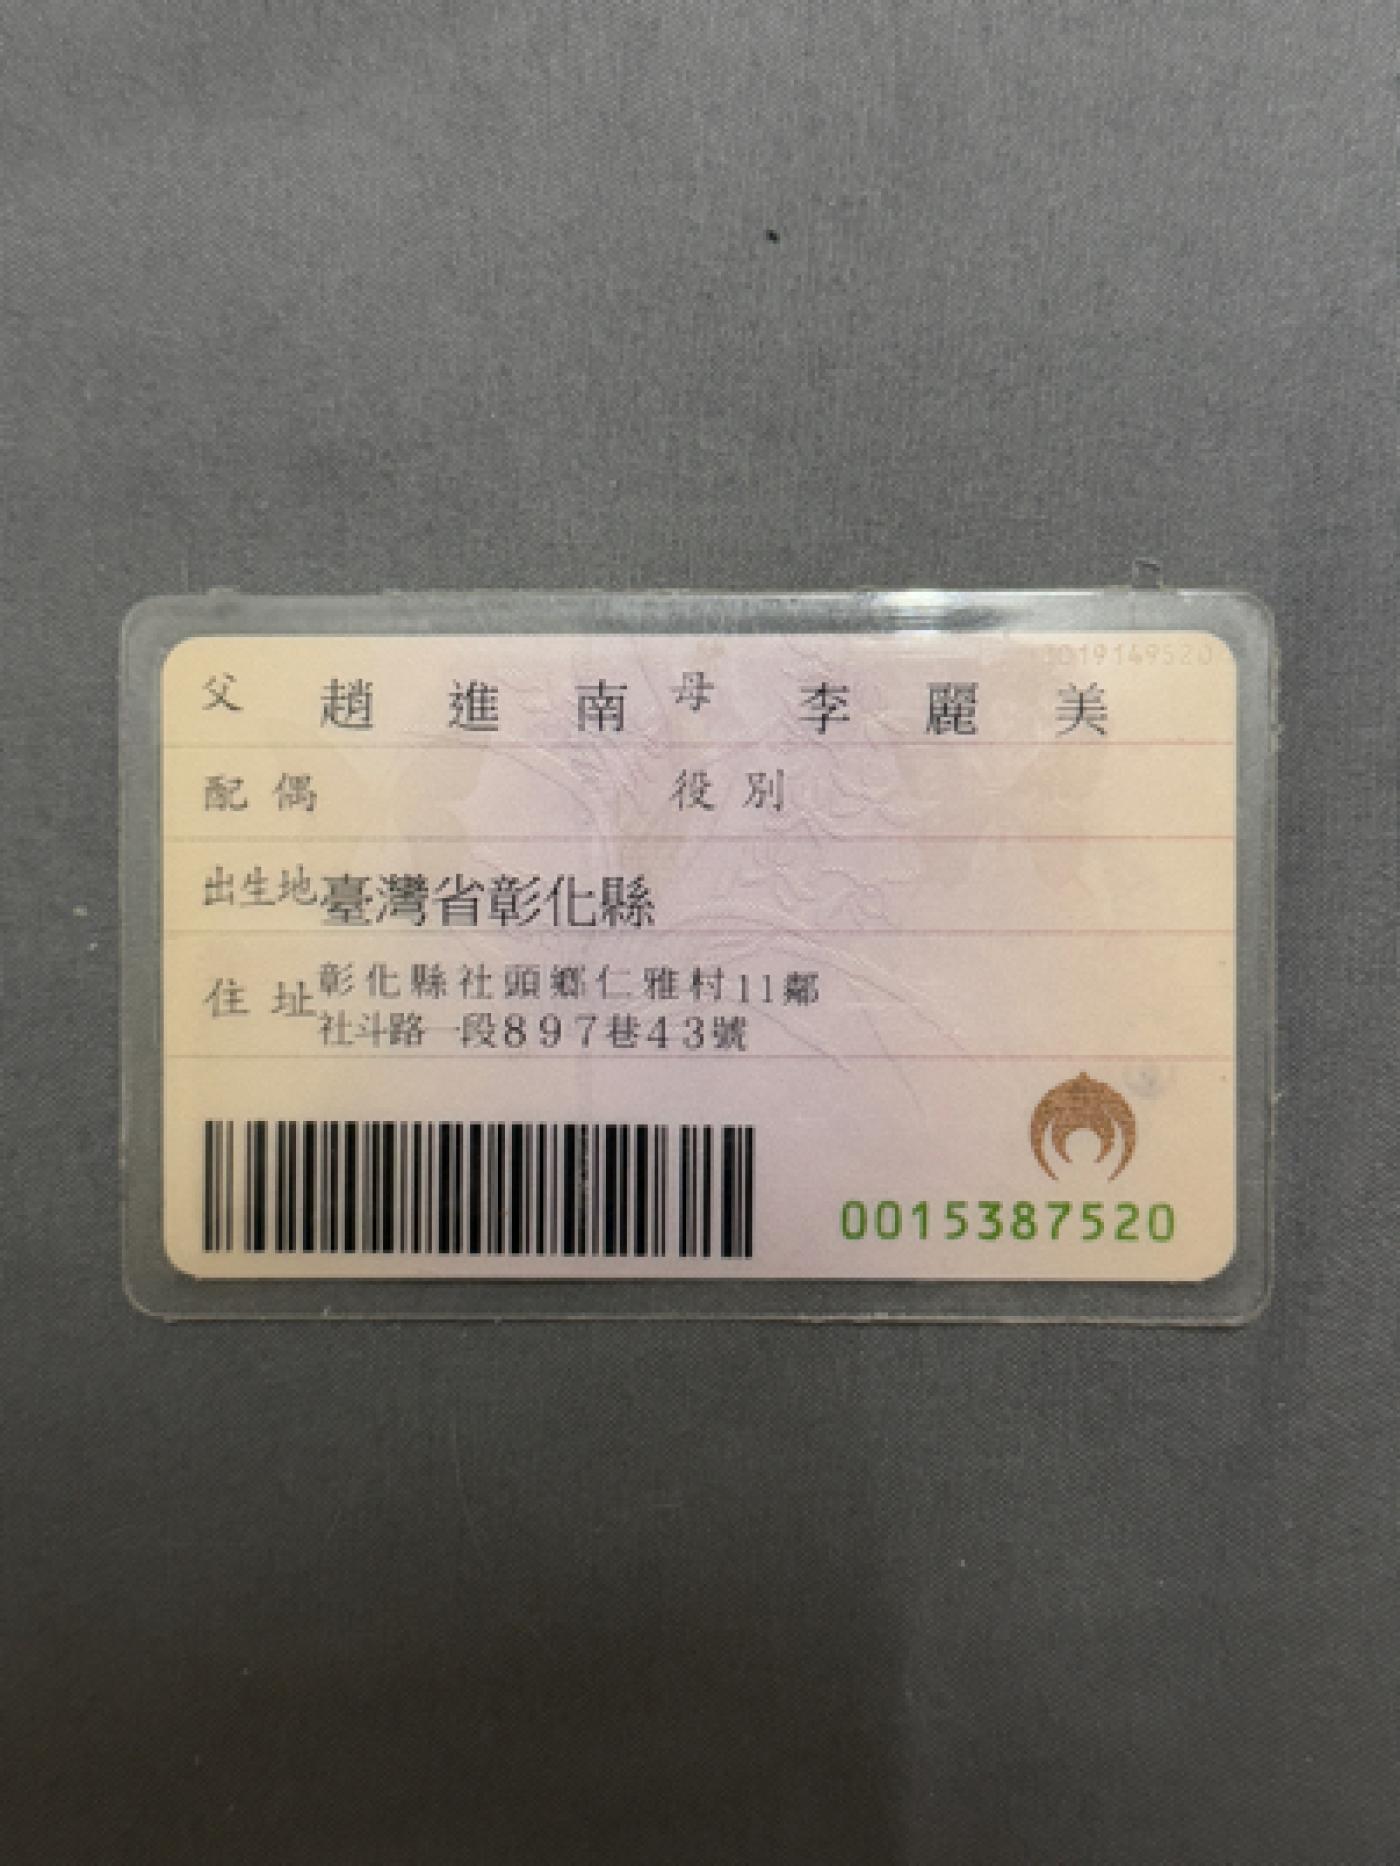 0019149520
父 趙進南 母 李麗美
配偶 役別
出生地 臺灣省彰化縣
住址 彰化縣社頭鄉仁雅村11鄰
社斗路一段897巷43號
0015387520